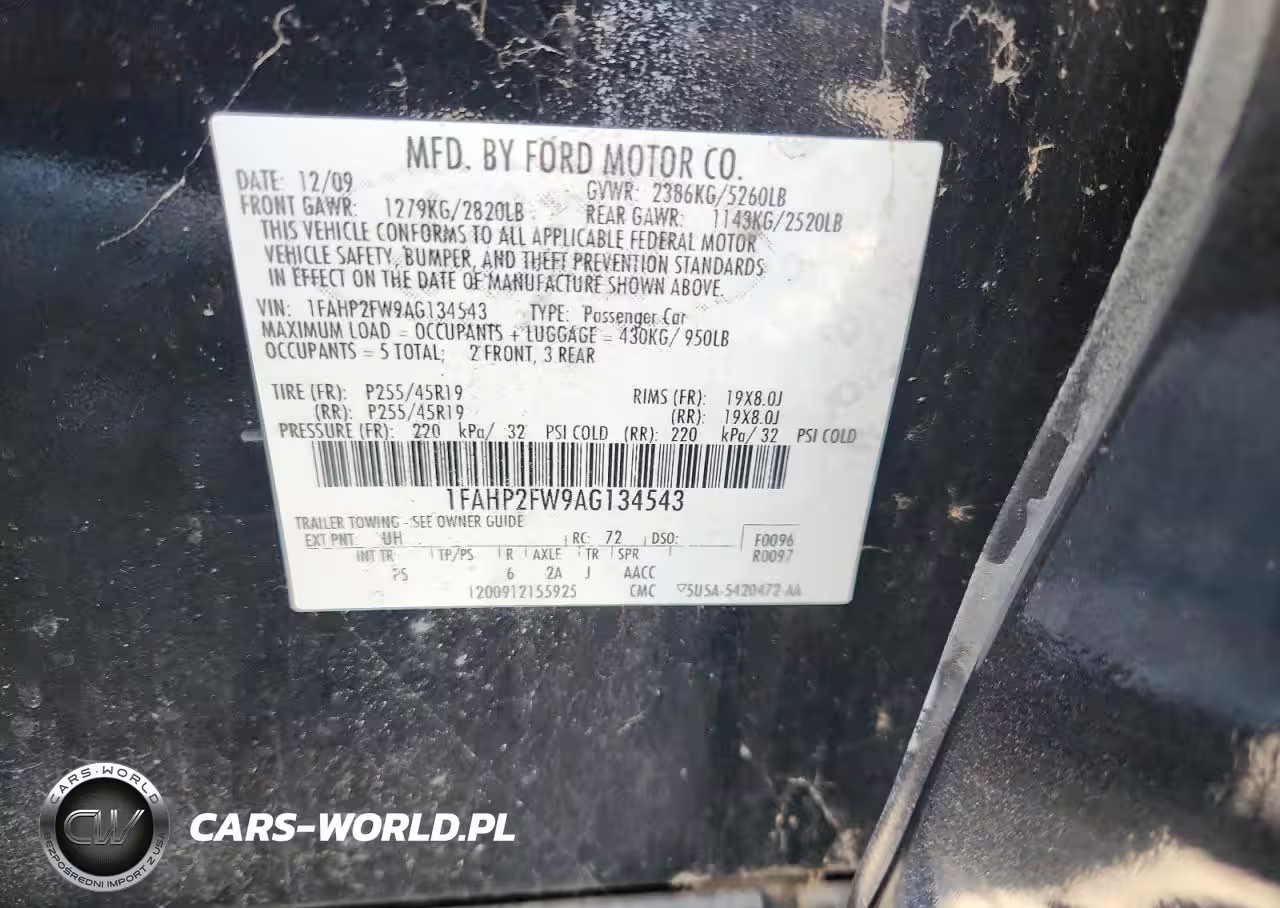 MFD. BY FORD MOTOR CO.
DATE: 12/09 GVWR: 2386KG/5260LB
FRONT GAWR: 1279KG/2820LB REAR GAWR: 1143KG/2520LB
THIS VEHICLE CONFORMS TO ALL APPLICABLE FEDERAL MOTOR
VEHICLE SAFETY, BUMPER, AND THEFT PREVENTION STANDARDS
IN EFFECT ON THE DATE OF MANUFACTURE SHOWN ABOVE.
VIN: 1FAHP2FW9AG134543 TYPE: Passenger Car
MAXIMUM LOAD = OCCUPANTS + LUGGAGE = 430KG/ 950LB
OCCUPANTS = 5 TOTAL; 2 FRONT, 3 REAR
TIRE (FR): P255/45R19 RIMS (FR): 19X8.0J
(RR): P255/45R19 (RR): 19X8.0J
PRESSURE (FR): 220 kPa/ 32 PSI COLD (RR): 220 kPa/ 32 PSI COLD
1FAHP2FW9AG134543
TRAILER TOWING - SEE OWNER GUIDE
EXT PNT: UH RC: 72 DSO: F0096
R0097
INT TR TP/PS R AXLE TR SPR
PS 6 2A J AACC
1200912155925 CMC 5USA-5420472-AA
CARS-WORLD
CW
BEZPOŚREDNI IMPORT Z USA
CARS-WORLD.PL